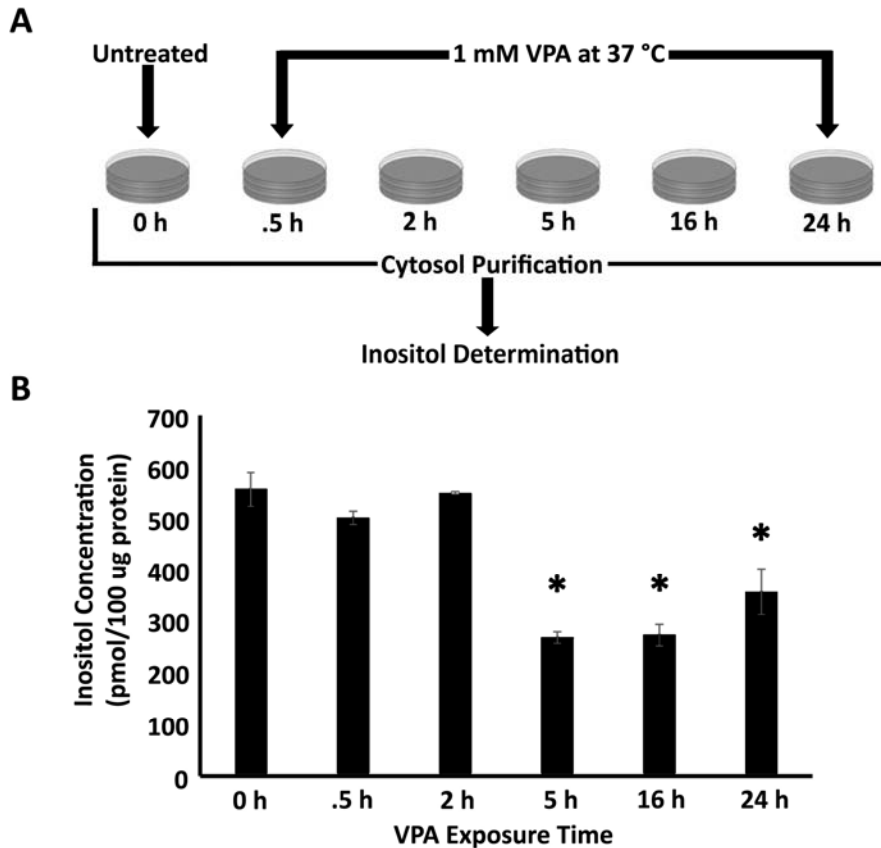 A
Untreated
1 mM VPA at 37 °C
0 h
.5 h
2 h
5 h
16 h
24 h
Cytosol Purification
Inositol Determination
B
Inositol Concentration
(pmol/100 ug protein)
700
600
500
400
300
200
100
0
*
*
*
0 h
.5 h
2 h
5 h
16 h
24 h
VPA Exposure Time